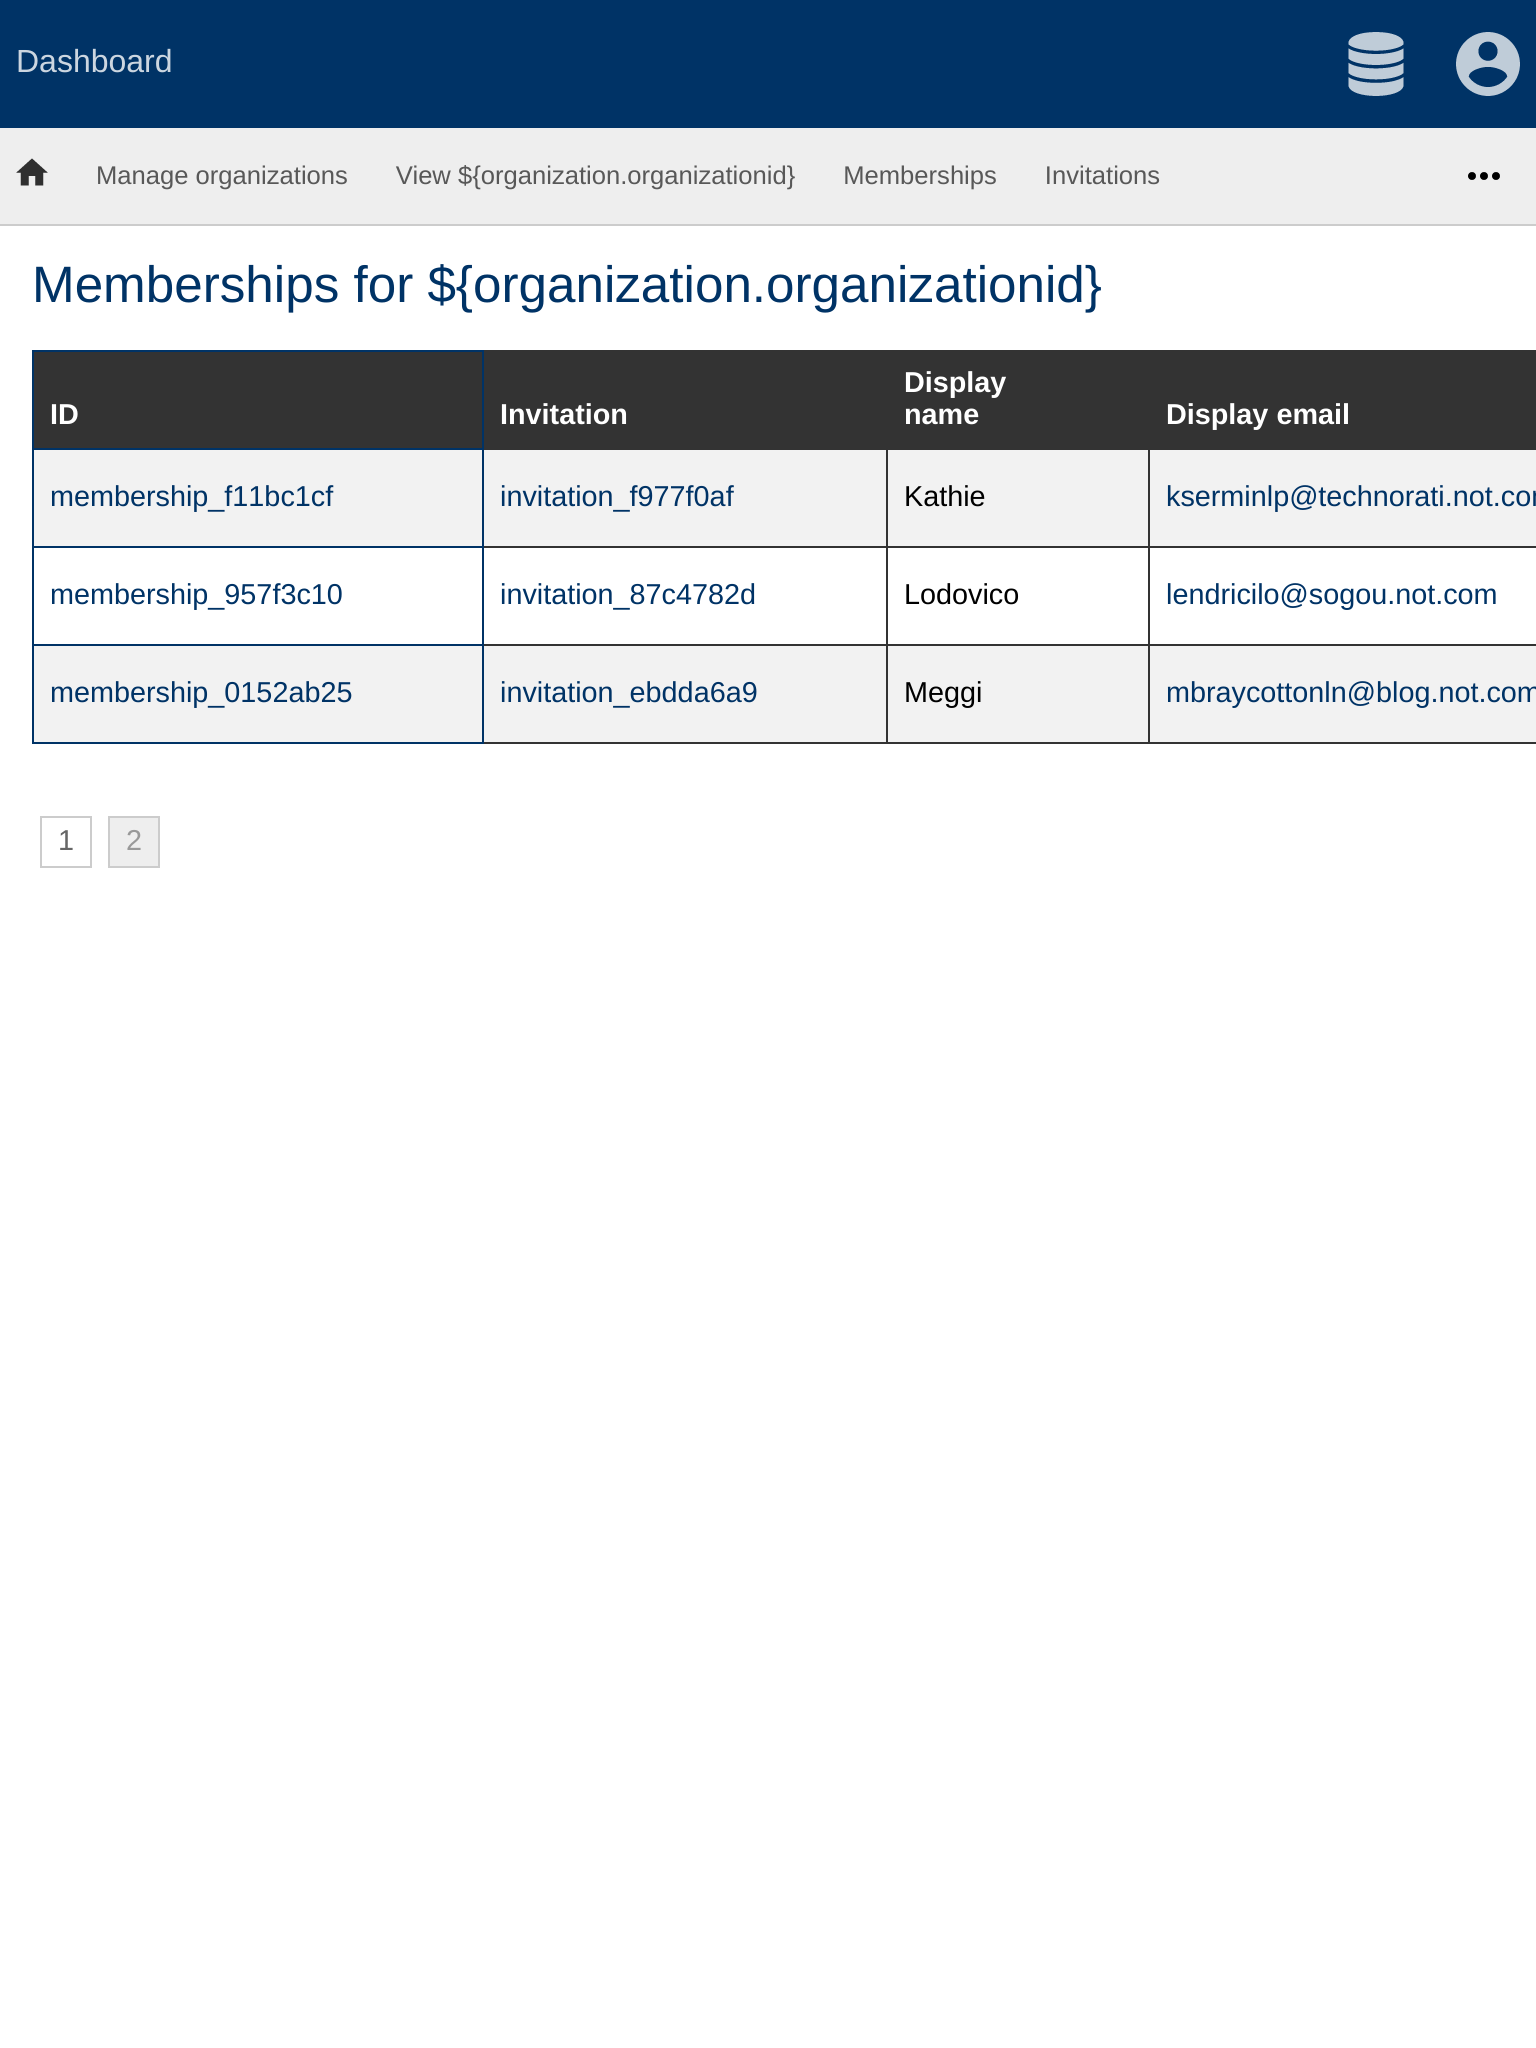 Dashboard
Manage organizations View ${organization.organizationid} Memberships Invitations
Memberships for ${organization.organizationid}
ID Invitation Display name Display email
membership_f11bc1cf invitation_f977f0af Kathie kserminlp@technorati.not.co
membership_957f3c10 invitation_87c4782d Lodovico lendricilo@sogou.not.com
membership_0152ab25 invitation_ebdda6a9 Meggi mbraycottonln@blog.not.com
1 2